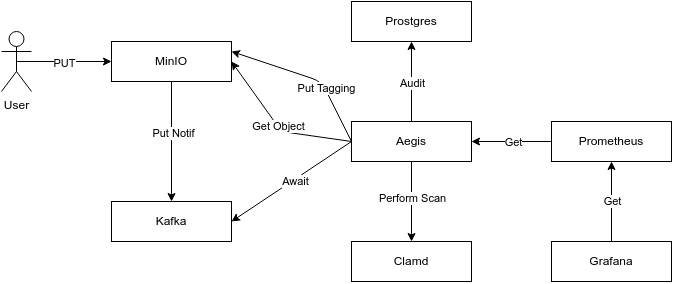 Prostgres
MinIO
PUT
User
Audit
Put Tagging
Put Notif
Get Object
Aegis
Get
Prometheus
Await
Perform Scan
Get
Kafka
Clamd
Grafana